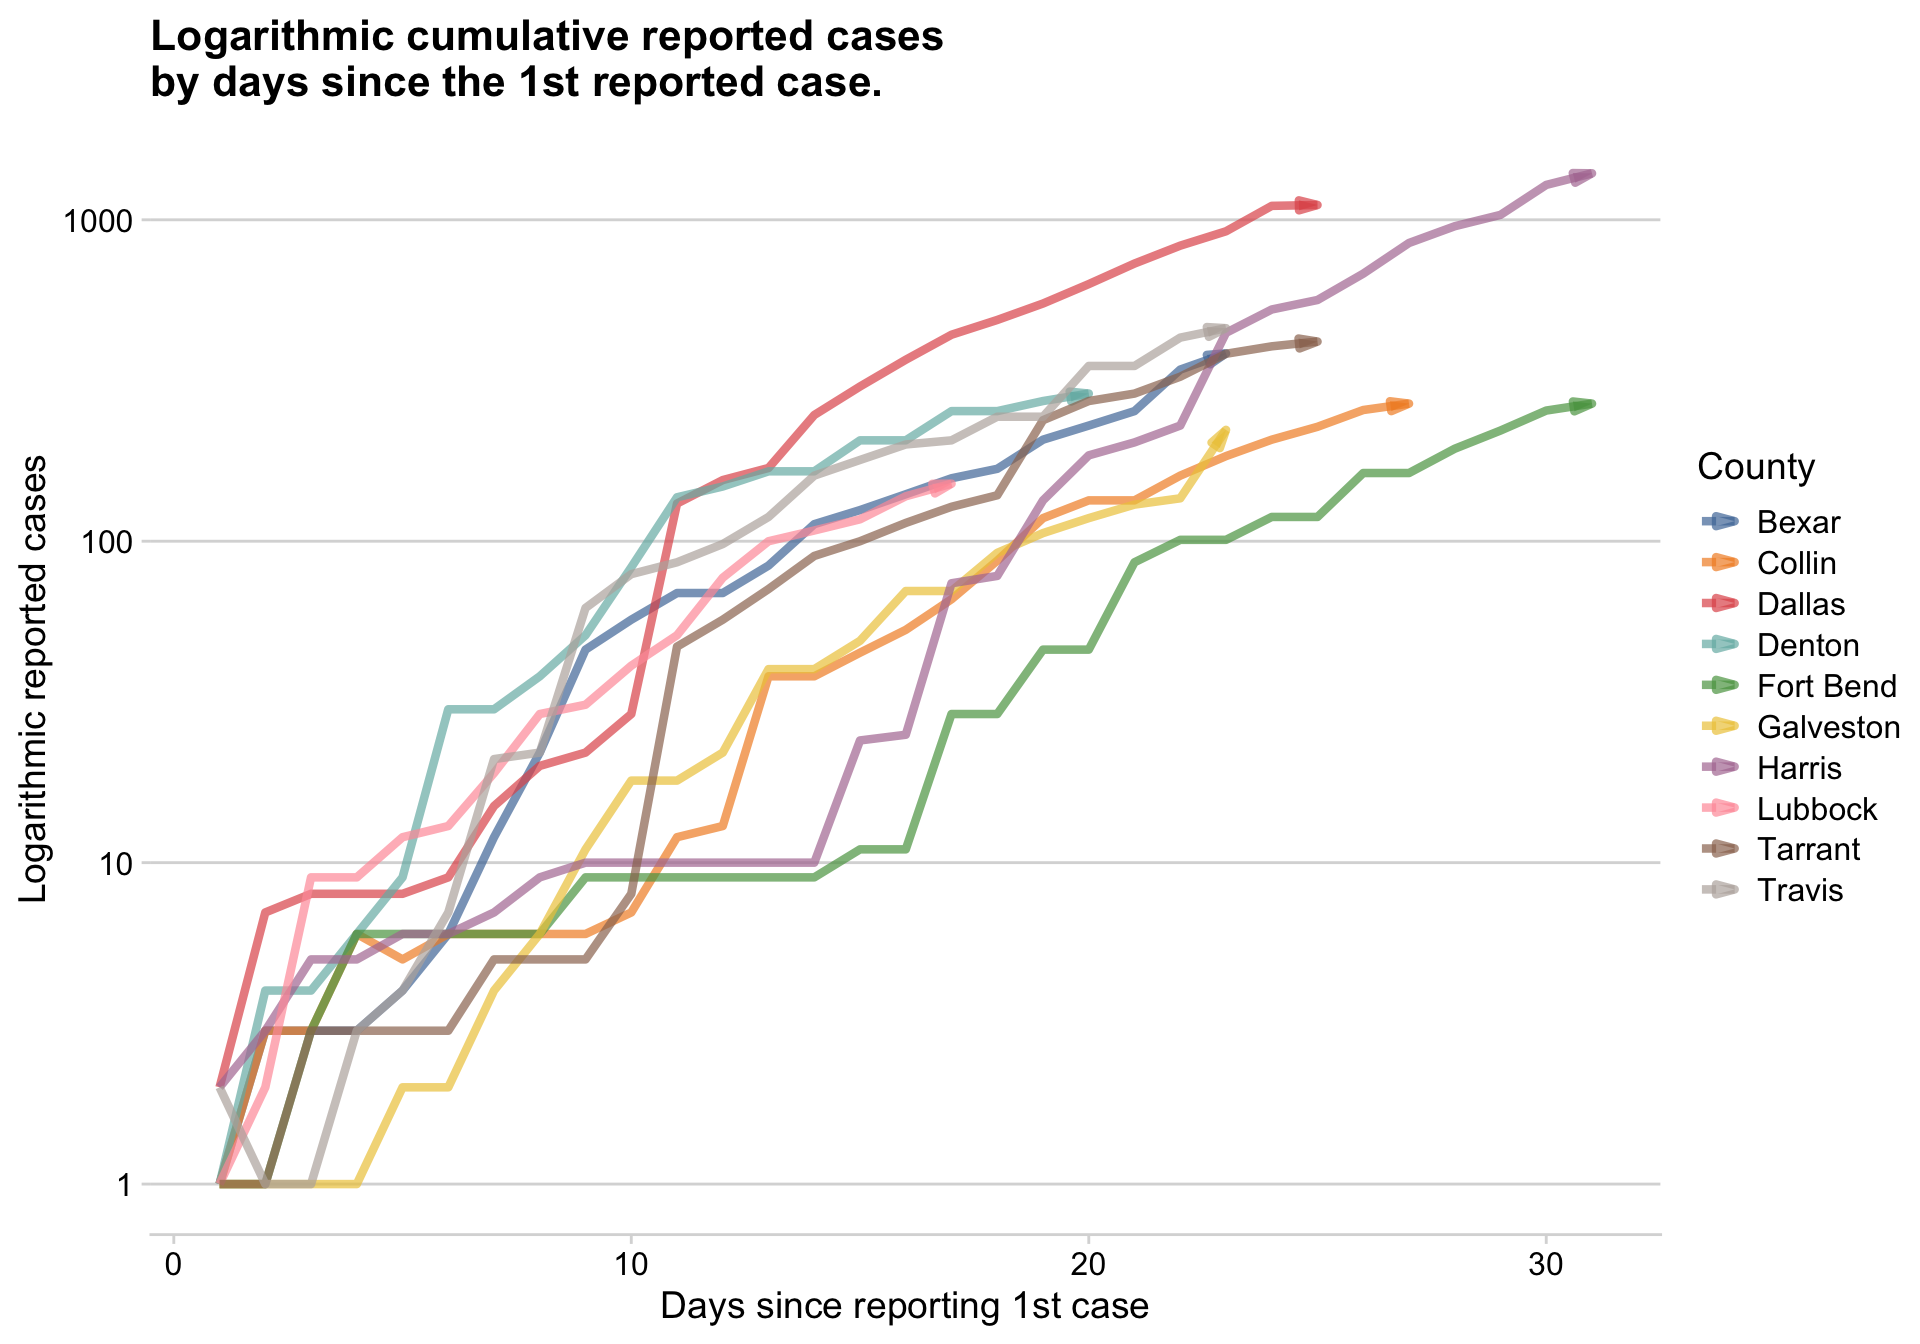 Logarithmic cumulative reported cases
by days since the 1st reported case.
Logarithmic reported cases
1000
100
10
1
0
10
20
30
Days since reporting 1st case
County
Bexar
Collin
Dallas
Denton
Fort Bend
Galveston
Harris
Lubbock
Tarrant
Travis